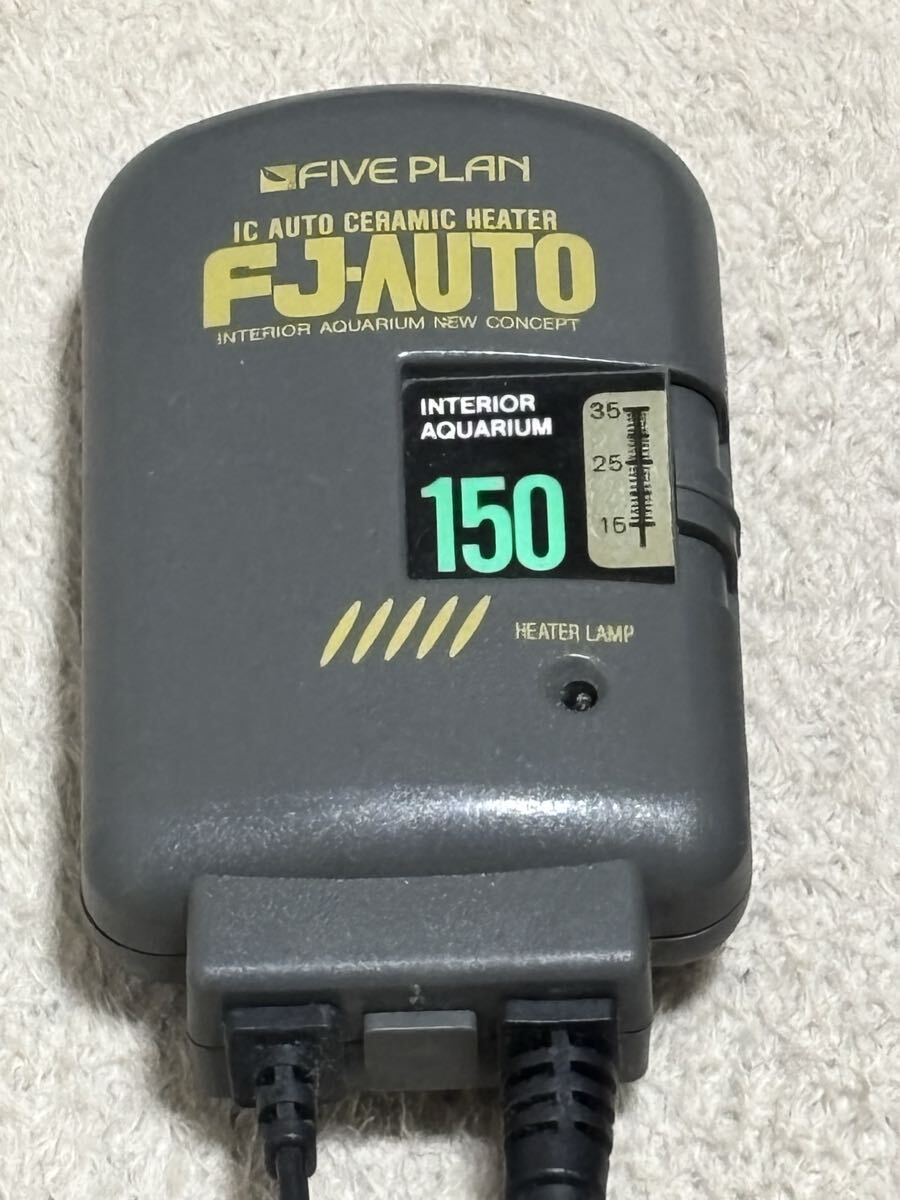 FIVE PLAN
IC AUTO CERAMIC HEATER
FJ-AUTO
INTERIOR AQUARIUM NEW CONCEPT
INTERIOR
AQUARIUM
150
35
25
15
HEATER LAMP